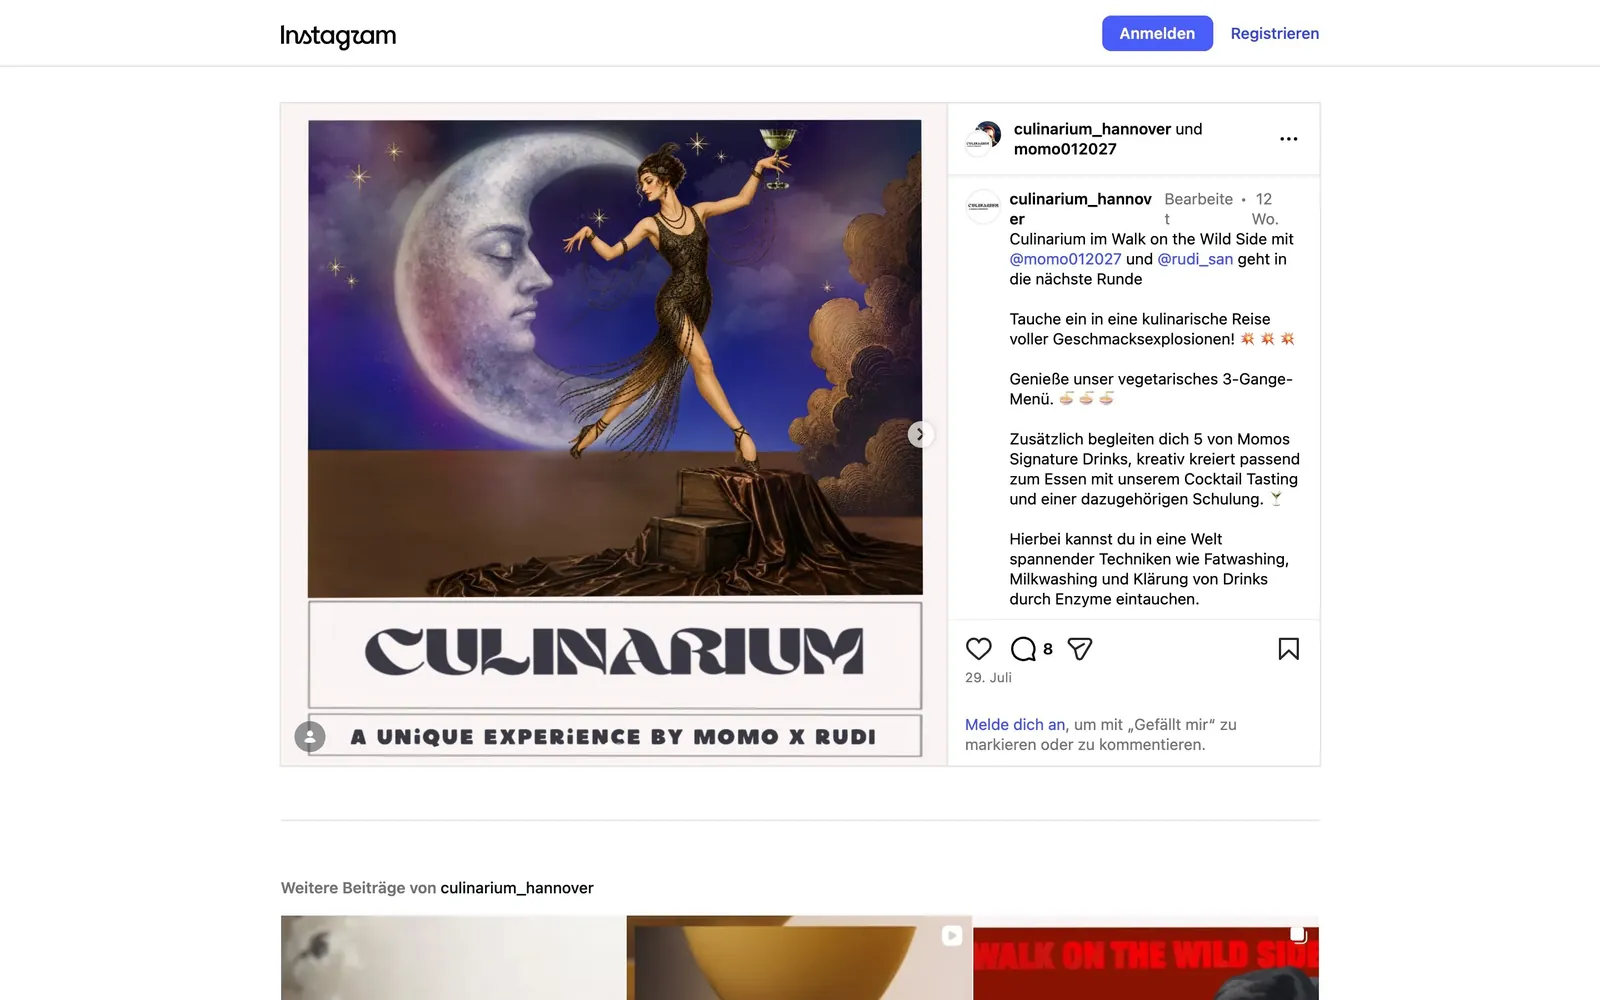 Instagram
Anmelden
Registrieren
CULINARIUM
A UNiQUE EXPERiENCE BY MOMO X RUDI
culinarium_hannover und
momo012027
culinarium_hannov
er
Bearbeite
t
• 12
Wo.
Culinarium im Walk on the Wild Side mit
@momo012027 und @rudi_san geht in
die nächste Runde
Tauche ein in eine kulinarische Reise
voller Geschmacksexplosionen! 💥 💥 💥
Genieße unser vegetarisches 3-Gange-
Menü. 🍜 🍜 🍜
Zusätzlich begleiten dich 5 von Momos
Signature Drinks, kreativ kreiert passend
zum Essen mit unserem Cocktail Tasting
und einer dazugehörigen Schulung. 🍸
Hierbei kannst du in eine Welt
spannender Techniken wie Fatwashing,
Milkwashing und Klärung von Drinks
durch Enzyme eintauchen.
8
29. Juli
Melde dich an, um mit „Gefällt mir“ zu
markieren oder zu kommentieren.
Weitere Beiträge von culinarium_hannover
WALK ON THE WILD SIDE